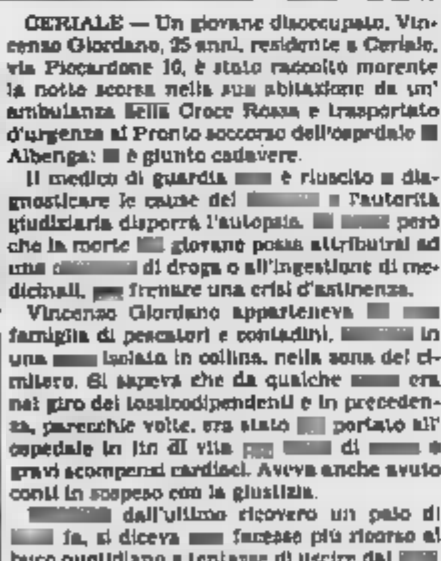 CERIALE — Un giovane disoccupato, Vin-
cenzo Giordano, 25 anni, residente a Ceriale,
via Piccardone 10, è stato raccolto morente
la notte scorsa nella sua abitazione da un'
ambulanza della Croce Rossa e trasportato
d'urgenza al Pronto soccorso dell'ospedale
Albenga: è giunto cadavere.
Il medico di guardia è riuscito a dia-
gnosticare le cause del l'autorità
giudiziaria disporrà l'autopsia. però
che la morte giovane possa attribuirsi ad
una di droga o all'ingestione di me-
dicinali, frenare una crisi d'astinenza.
Vincenzo Giordano apparteneva
famiglia di pescatori e contadini, in
una isolata in collina, nella zona del ci-
mitero. Si sapeva che da qualche era
nel giro dei tossicodipendenti e in preceden-
za, parecchie volte, era stato portato all'
ospedale in fin di vita di e
gravi scompensi cardiaci. Aveva anche avuto
conti in sospeso con la giustizia.
dall'ultimo ricovero un paio di
fa, si diceva facesse più ricorso al
buco quotidiano e tentasse di uscire dal